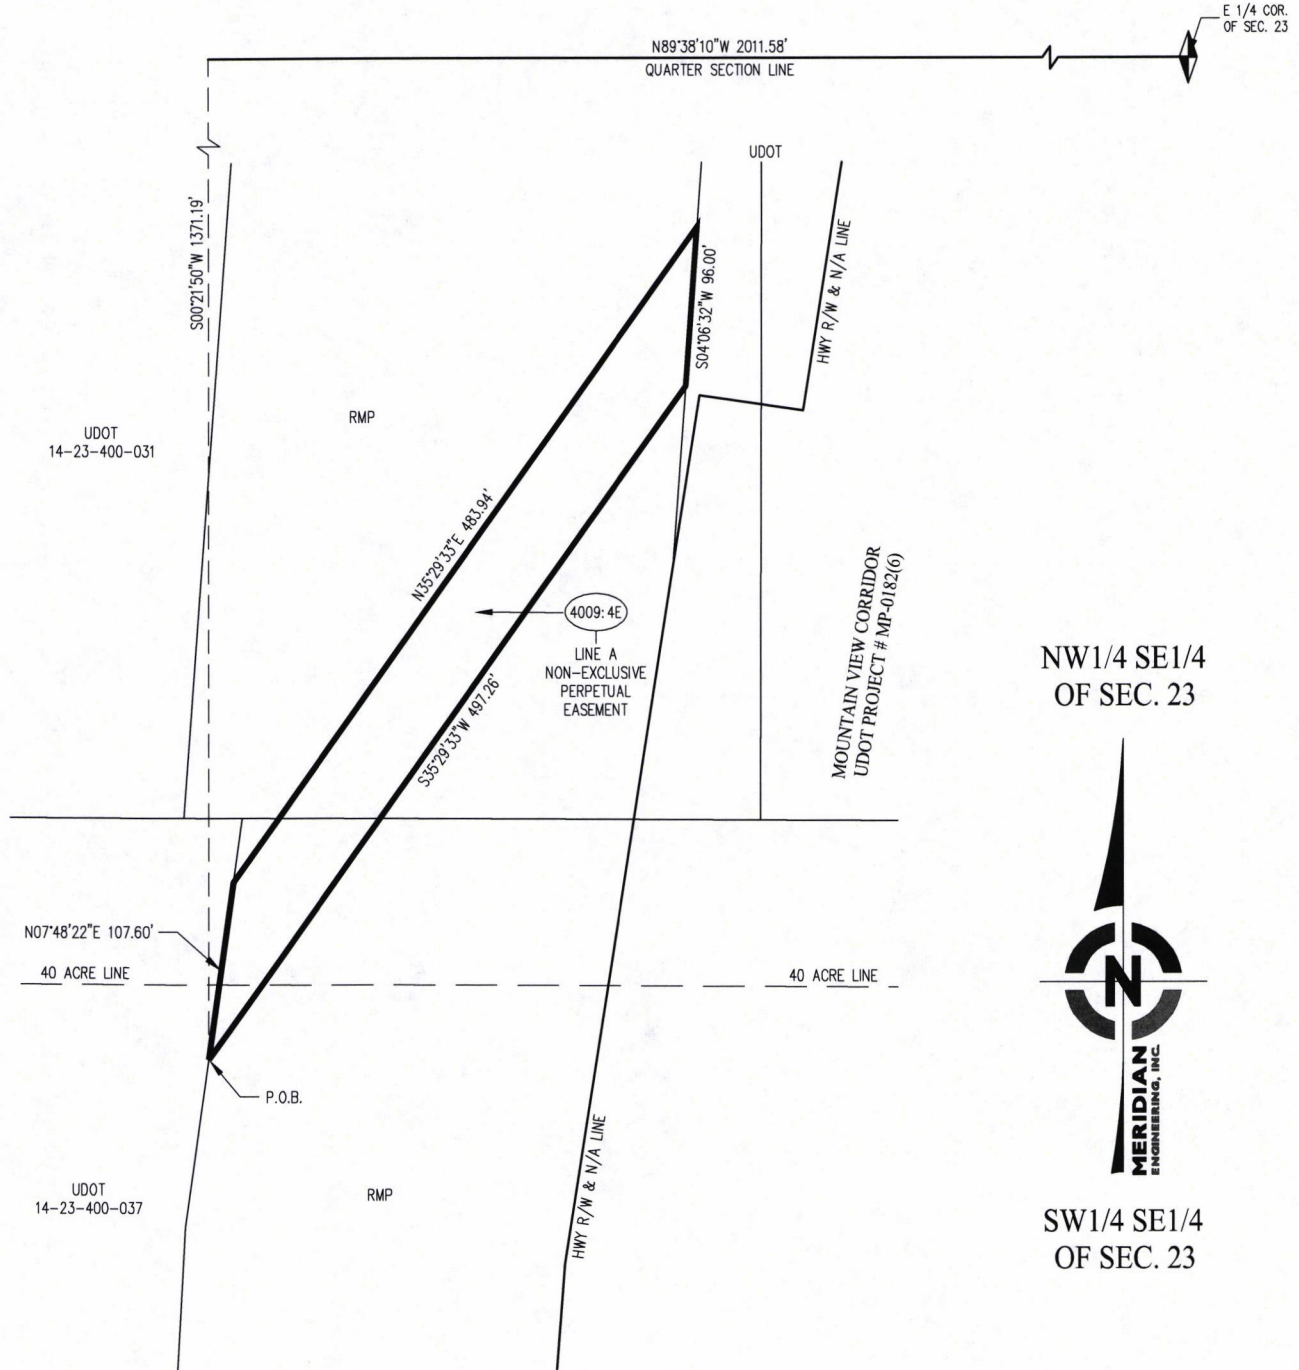 E 1/4 COR.
OF SEC. 23
N89°38'10"W 2011.58'
QUARTER SECTION LINE
UDOT
S00°21'50"W 1371.19'
HWY R/W & N/A LINE
S04°06'32"W 96.00'
RMP
UDOT
14-23-400-031
N35°29'33"E 483.94'
4009: 4E
LINE A
NON-EXCLUSIVE
PERPETUAL
EASEMENT
S35°29'33"W 497.26'
MOUNTAIN VIEW CORRIDOR
UDOT PROJECT # MP-0182(6)
NW1/4 SE1/4
OF SEC. 23
N07°48'22"E 107.60'
40 ACRE LINE
40 ACRE LINE
N
MERIDIAN
ENGINEERING, INC.
P.O.B.
HWY R/W & N/A LINE
UDOT
14-23-400-037
RMP
SW1/4 SE1/4
OF SEC. 23